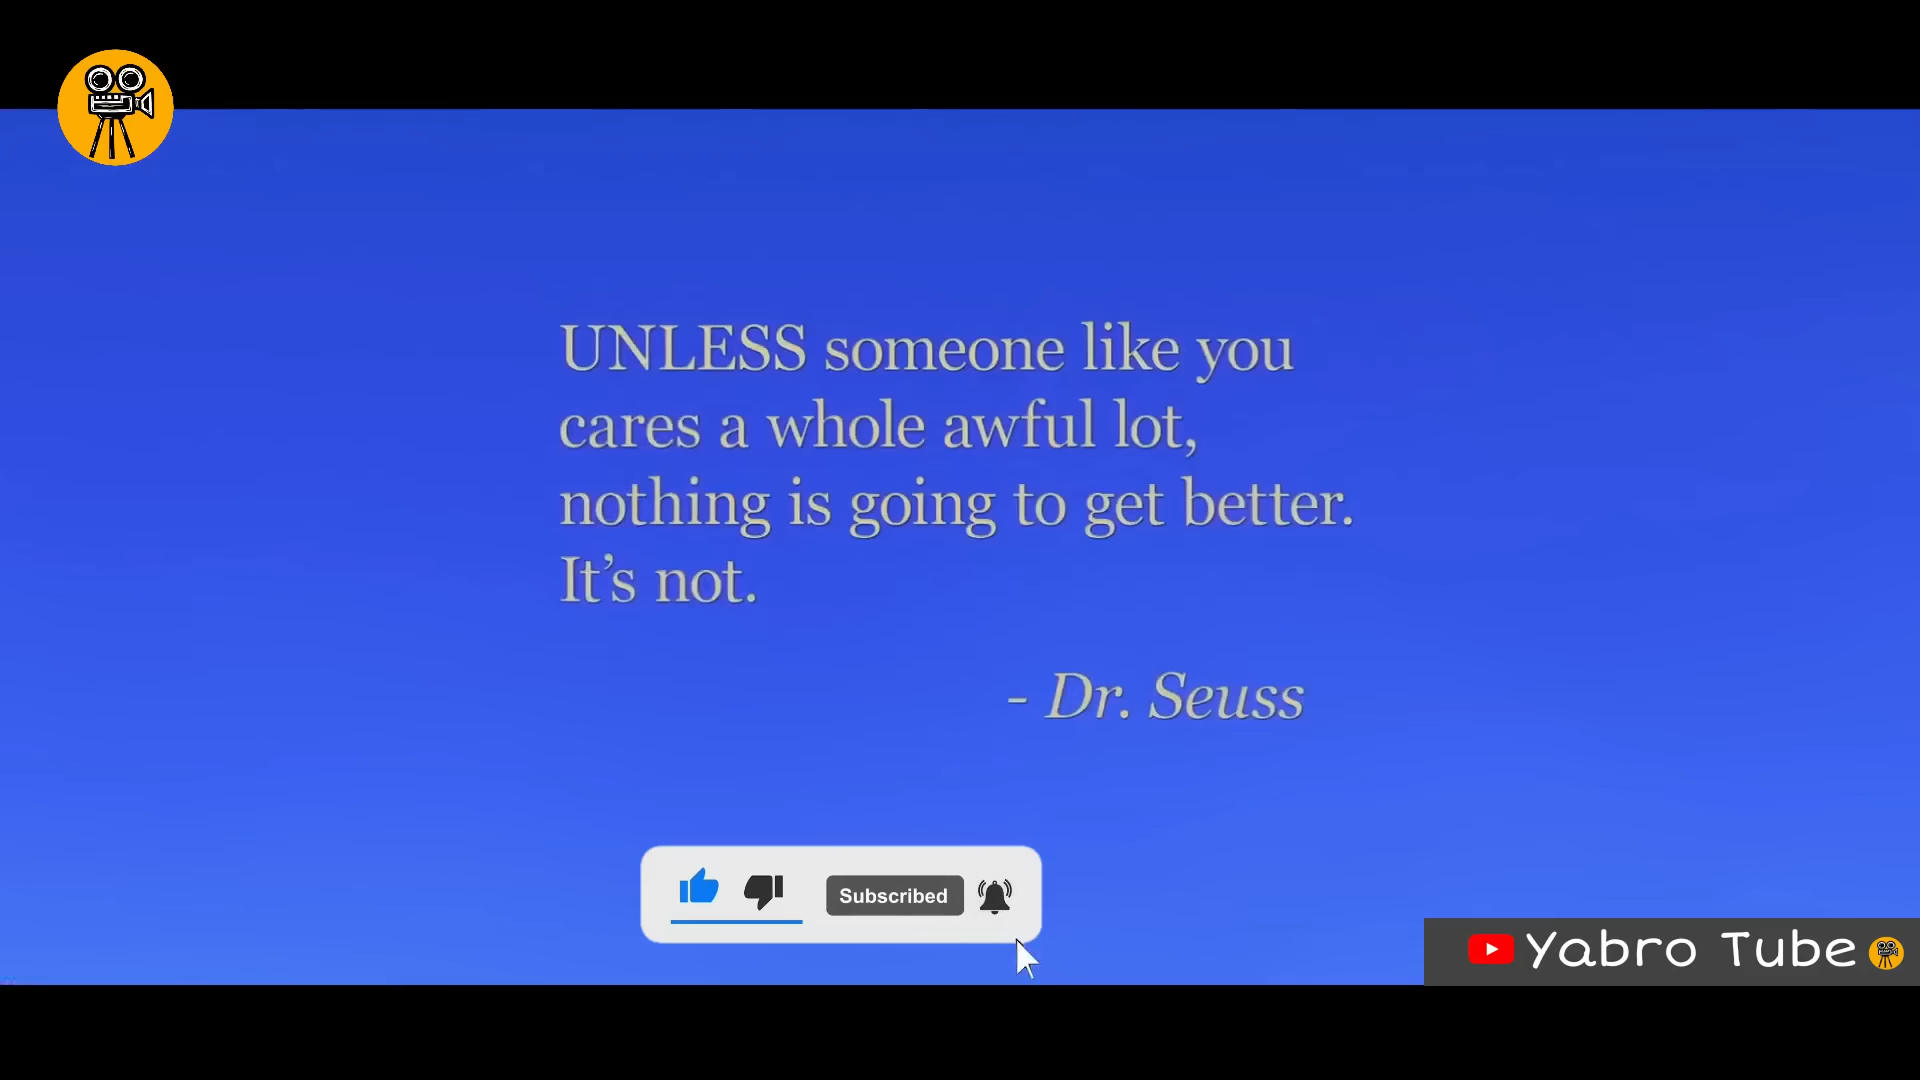 UNLESS someone like you
cares a whole awful lot,
nothing is going to get better.
It’s not.
- Dr. Seuss
Subscribed
Yabro Tube